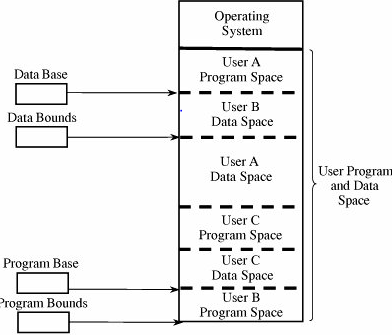 Operating
System
User A
Program Space
Data Base
User B
Data Space
Data Bounds
User A
Data Space
User Program
and Data
Space
User C
Program Space
User C
Data Space
Program Base
User B
Program Space
Program Bounds